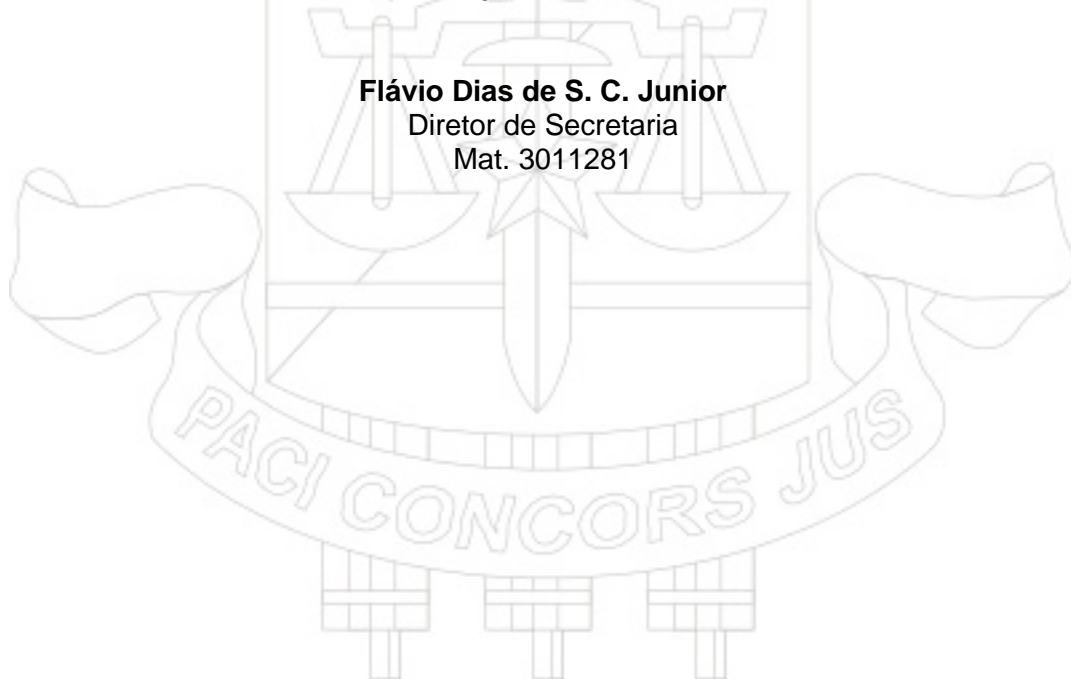 Flávio Dias de S. C. Junior
Diretor de Secretaria
Mat. 3011281
PACI CONCORS JUS